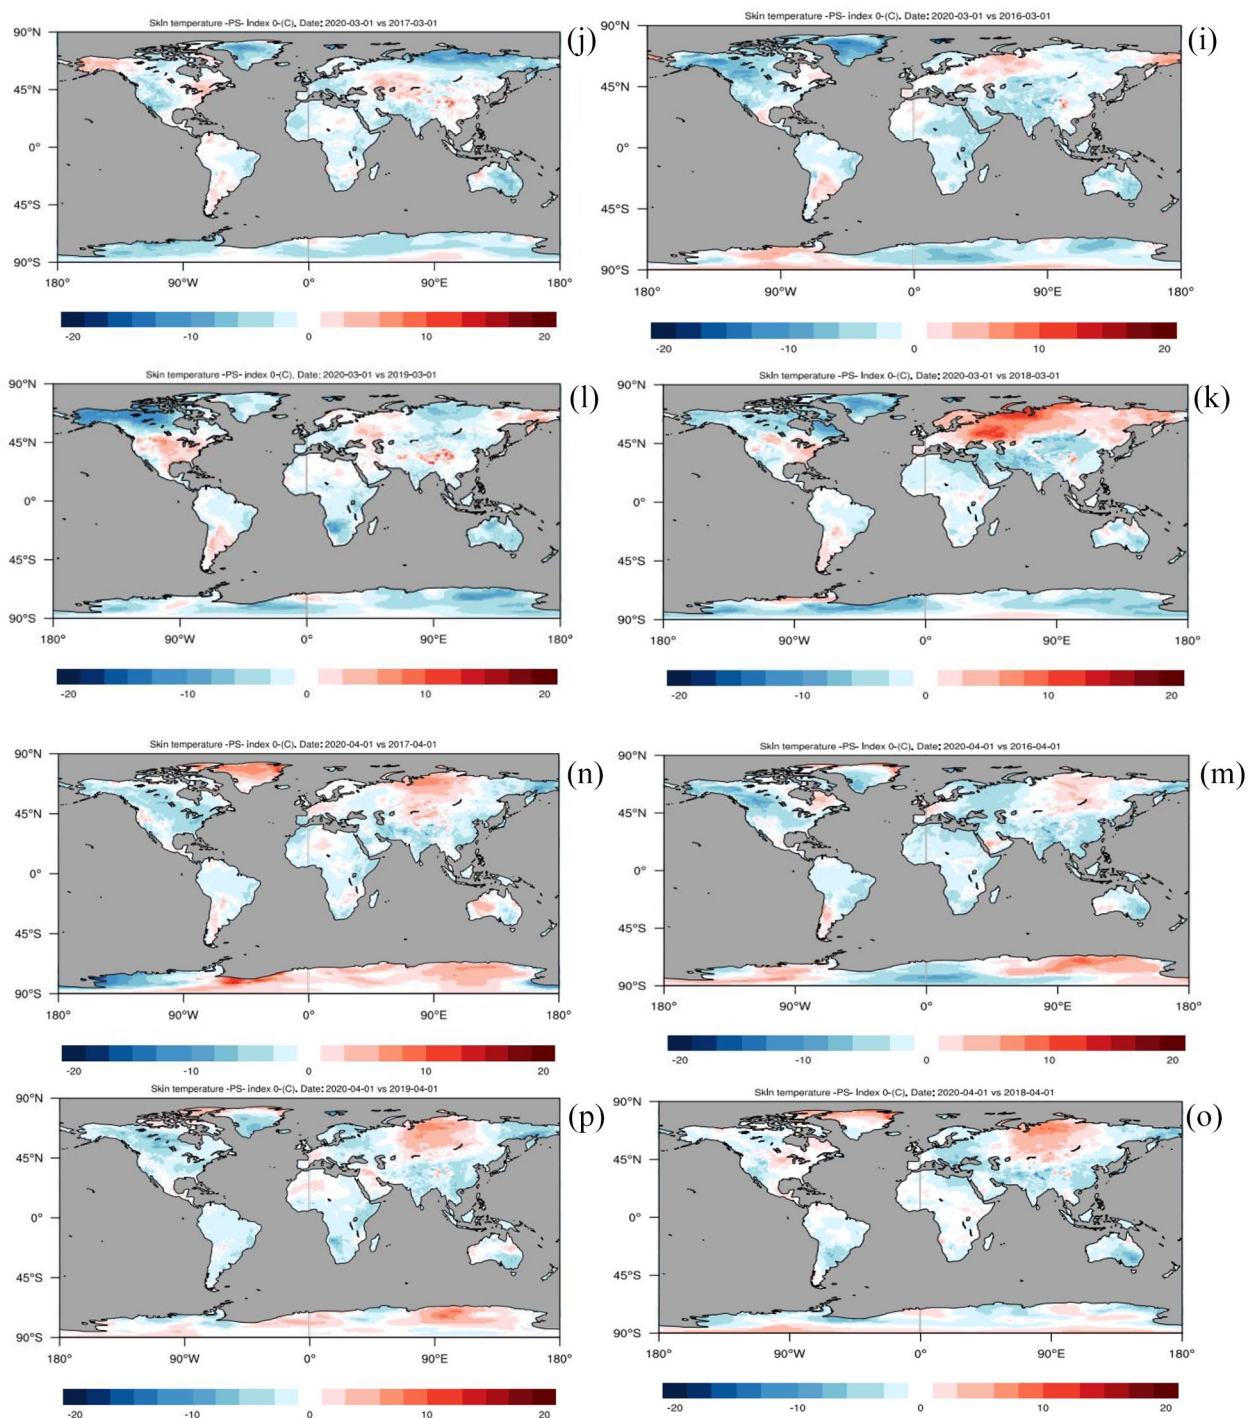 Skin temperature -PS- Index 0-(C). Date: 2020-03-01 vs 2017-03-01
90°N
45°N
0°
45°S
90°S
180° 90°W 0° 90°E 180°
-20 -10 0 10 20
(j)
Skin temperature -PS- index 0-(C). Date: 2020-03-01 vs 2016-03-01
90°N
45°N
0°
45°S
90°S
180° 90°W 0° 90°E 180°
-20 -10 0 10 20
(i)
Skin temperature -PS- index 0-(C). Date: 2020-03-01 vs 2019-03-01
90°N
45°N
0°
45°S
90°S
180° 90°W 0° 90°E 180°
-20 -10 0 10 20
(l)
Skin temperature -PS- Index 0-(C). Date: 2020-03-01 vs 2018-03-01
90°N
45°N
0°
45°S
90°S
180° 90°W 0° 90°E 180°
-20 -10 0 10 20
(k)
Skin temperature -PS- index 0-(C). Date: 2020-04-01 vs 2017-04-01
90°N
45°N
0°
45°S
90°S
180° 90°W 0° 90°E 180°
-20 -10 0 10 20
(n)
Skin temperature -PS- Index 0-(C). Date: 2020-04-01 vs 2016-04-01
90°N
45°N
0°
45°S
90°S
180° 90°W 0° 90°E 180°
-20 -10 0 10 20
(m)
Skin temperature -PS- index 0-(C). Date: 2020-04-01 vs 2019-04-01
90°N
45°N
0°
45°S
90°S
180° 90°W 0° 90°E 180°
-20 -10 0 10 20
(p)
Skin temperature -PS- Index 0-(C). Date: 2020-04-01 vs 2018-04-01
90°N
45°N
0°
45°S
90°S
180° 90°W 0° 90°E 180°
-20 -10 0 10 20
(o)